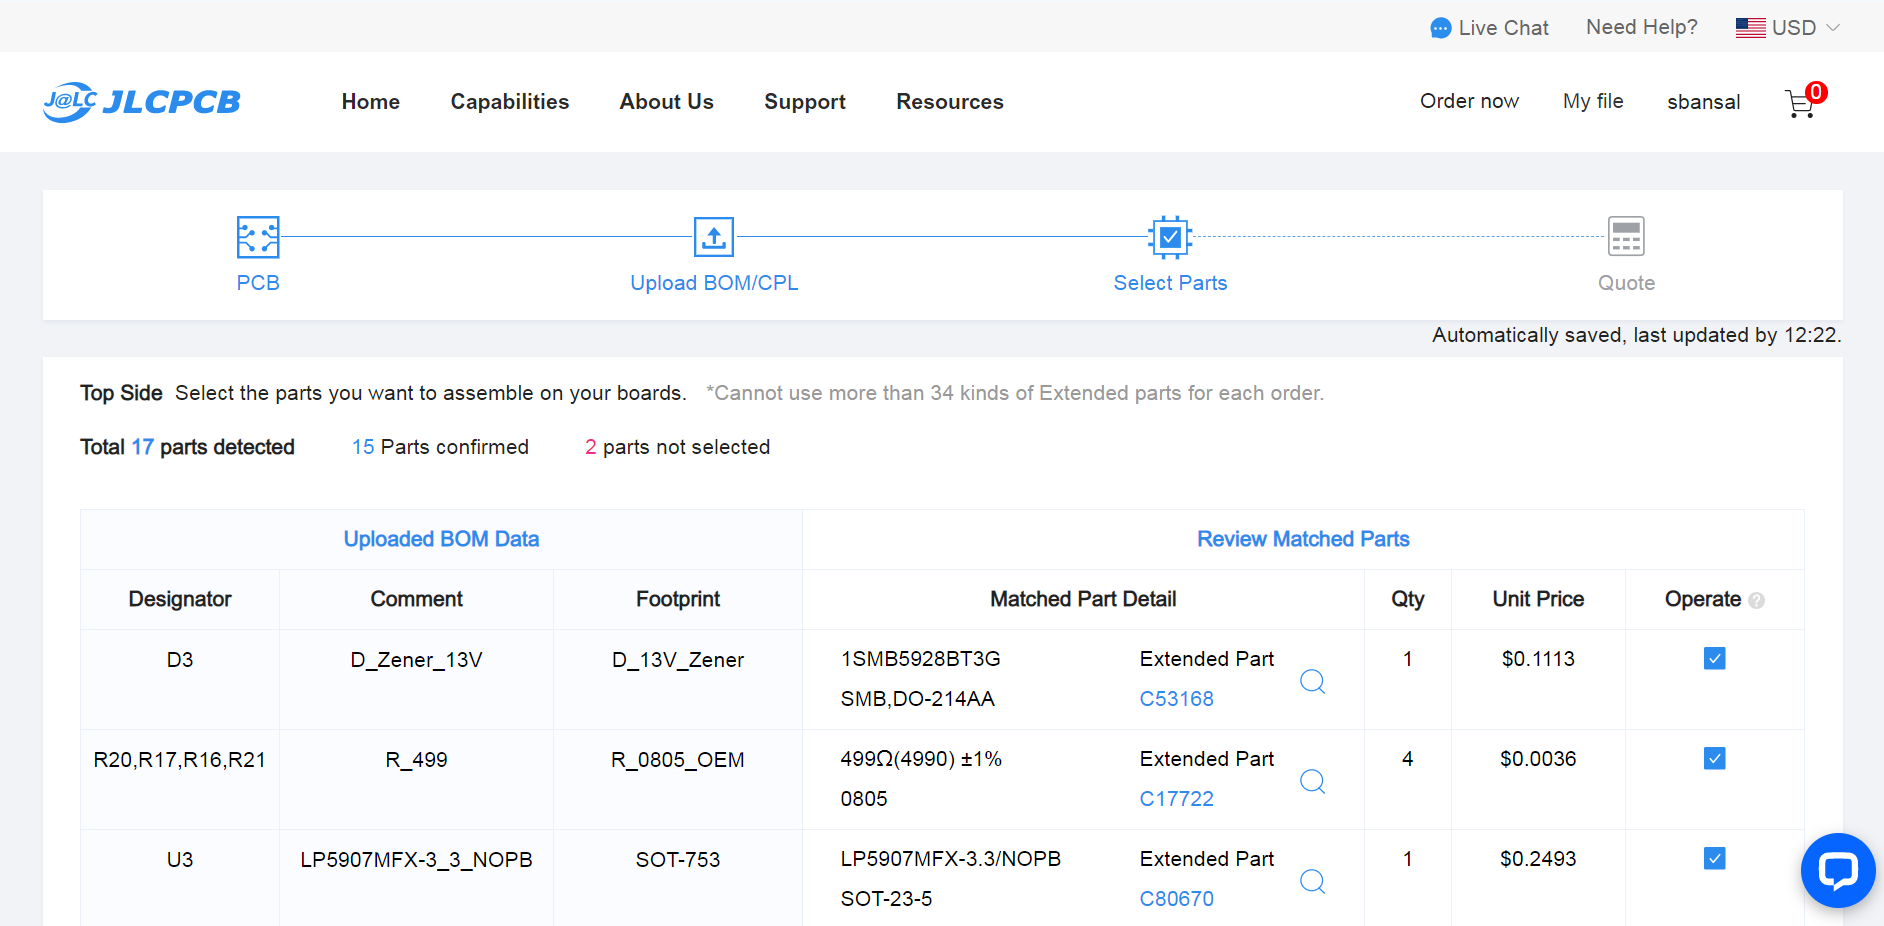 Live Chat Need Help? USD
J@LC JLCPCB Home Capabilities About Us Support Resources Order now My file sbansal 0
PCB Upload BOM/CPL Select Parts Quote
Automatically saved, last updated by 12:22.
Top Side Select the parts you want to assemble on your boards. *Cannot use more than 34 kinds of Extended parts for each order.
Total 17 parts detected 15 Parts confirmed 2 parts not selected
Uploaded BOM Data Review Matched Parts
Designator Comment Footprint Matched Part Detail Qty Unit Price Operate ?
D3 D_Zener_13V D_13V_Zener 1SMB5928BT3G Extended Part 1 $0.1113
SMB,DO-214AA C53168
R20,R17,R16,R21 R_499 R_0805_OEM 499Ω(4990) ±1% Extended Part 4 $0.0036
0805 C17722
U3 LP5907MFX-3_3_NOPB SOT-753 LP5907MFX-3.3/NOPB Extended Part 1 $0.2493
SOT-23-5 C80670